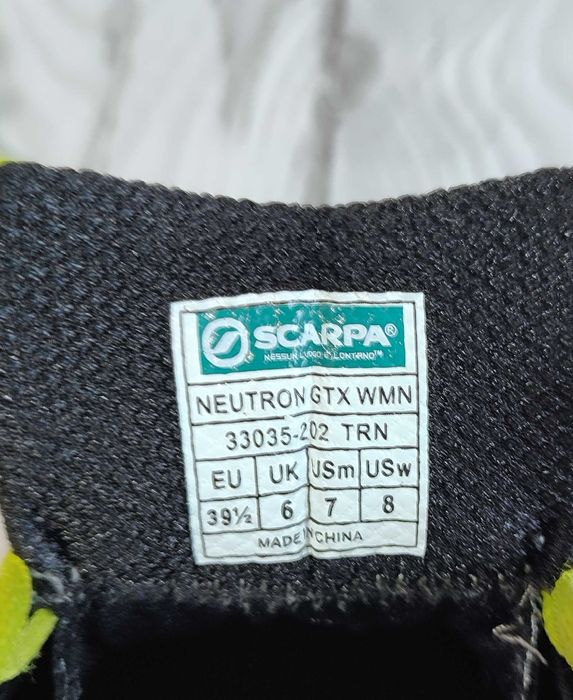 SCARPA®
NESSUN LUOGO È LONTANO™
NEUTRON GTX WMN
33035-202 TRN
EU UK USm USw
39½ 6 7 8
MADE IN CHINA